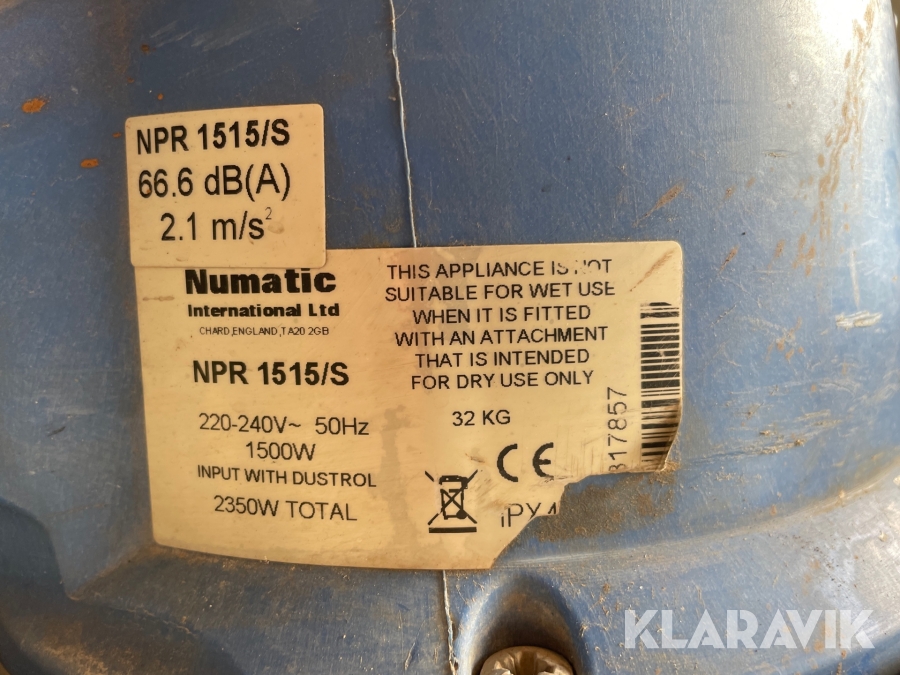 NPR 1515/S
66.6 dB(A)
2.1 m/s²
Numatic
International Ltd
CHARD,ENGLAND,TA20 2GB
NPR 1515/S
220-240V~ 50Hz
1500W
INPUT WITH DUSTROL
2350W TOTAL
THIS APPLIANCE IS NOT
SUITABLE FOR WET USE
WHEN IT IS FITTED
WITH AN ATTACHMENT
THAT IS INTENDED
FOR DRY USE ONLY
32 KG
CE
IPX4
317857
KLARAVIK